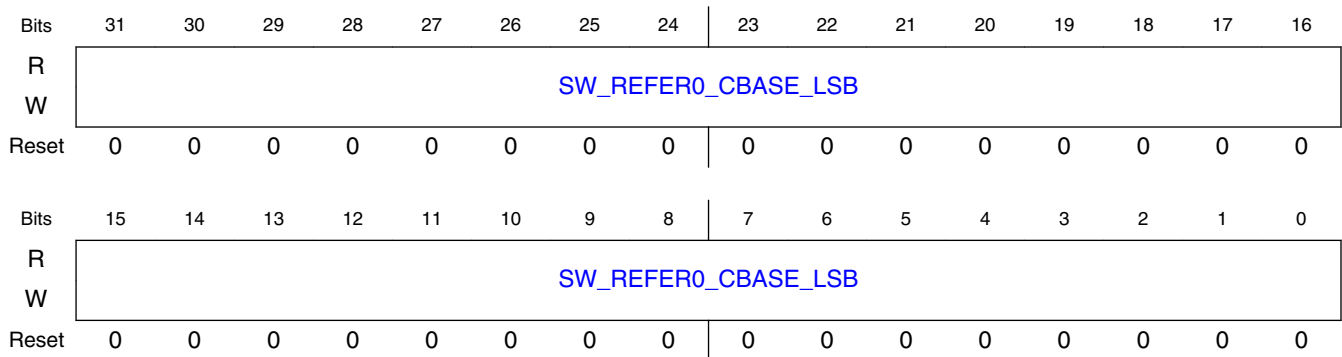 Bits 31 30 29 28 27 26 25 24 23 22 21 20 19 18 17 16
R
SW_REFER0_CBASE_LSB
W
Reset 0 0 0 0 0 0 0 0 0 0 0 0 0 0 0 0
Bits 15 14 13 12 11 10 9 8 7 6 5 4 3 2 1 0
R
SW_REFER0_CBASE_LSB
W
Reset 0 0 0 0 0 0 0 0 0 0 0 0 0 0 0 0